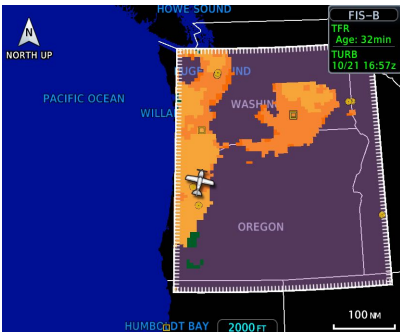 HOWE SOUND
FIS-B
TFR
Age: 32min
TURB
10/21 16:57z
N
NORTH UP
PACIFIC OCEAN
WASHIN
OREGON
100 NM
HUMBOLDT BAY
2000 FT